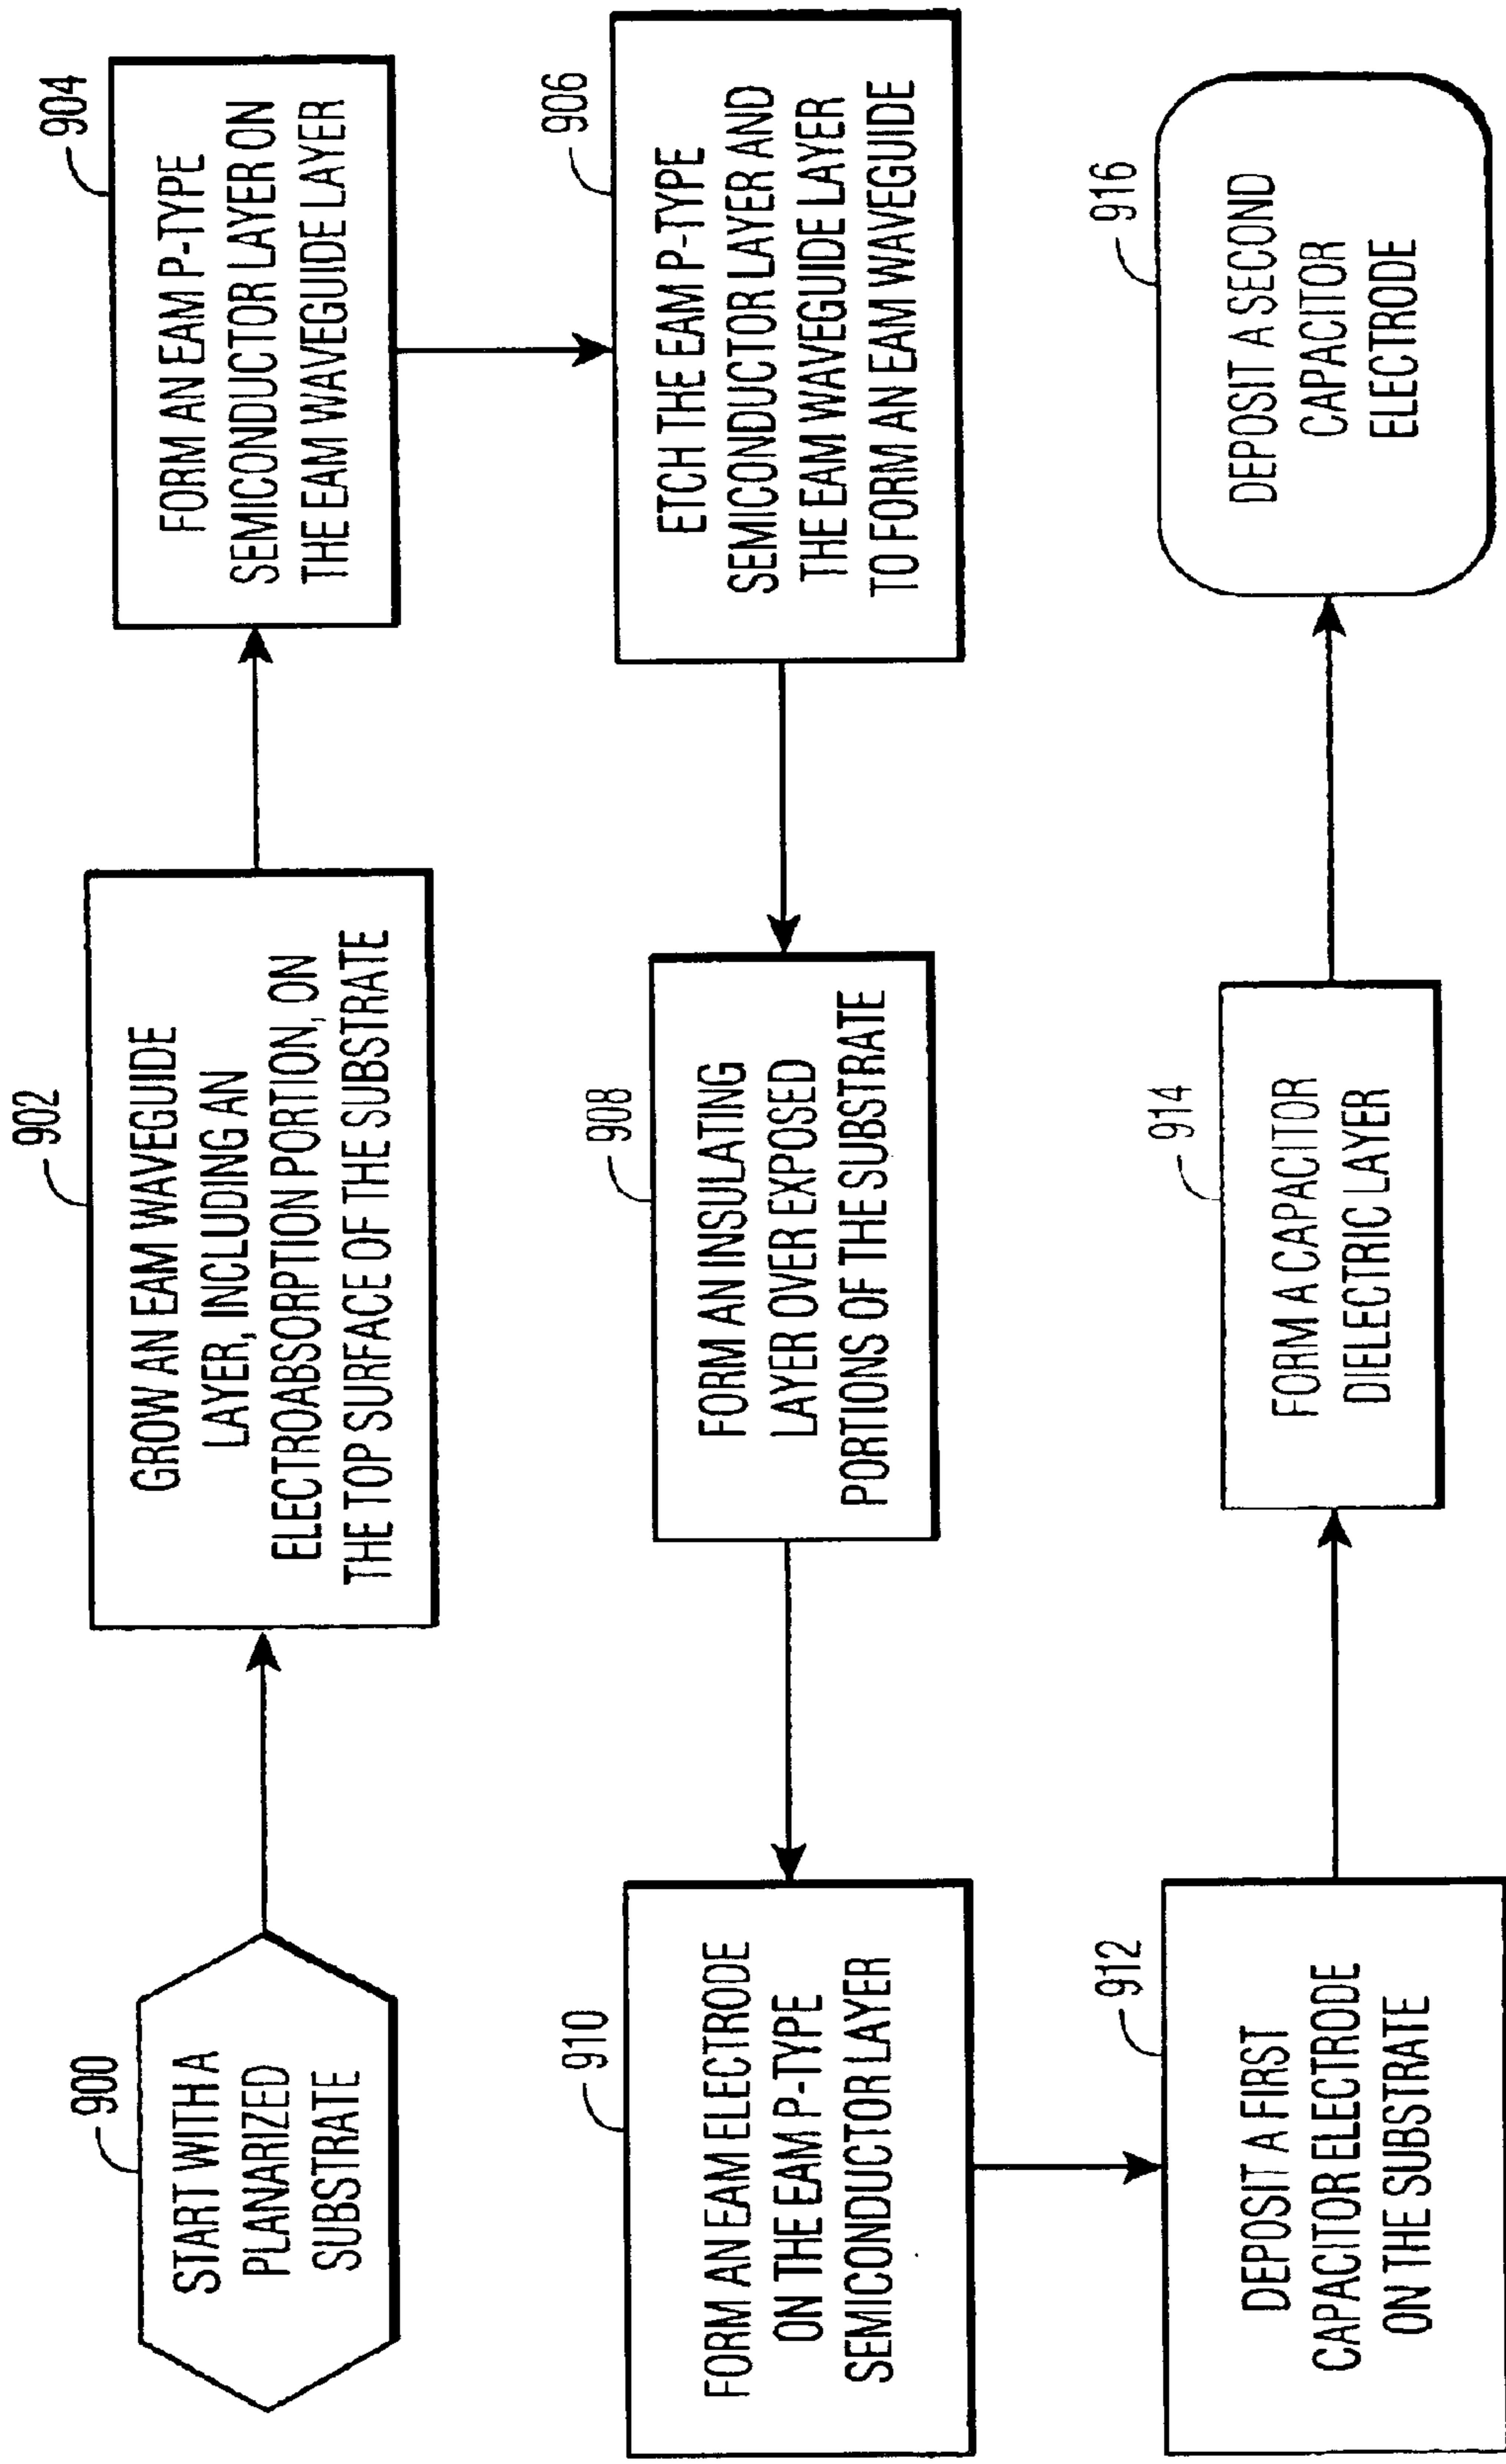 900
START WITH A
PLANARIZED
SUBSTRATE
902
GROW AN EAM WAVEGUIDE
LAYER, INCLUDING AN
ELECTROABSORPTION PORTION, ON
THE TOP SURFACE OF THE SUBSTRATE
904
FORM AN EAM P-TYPE
SEMICONDUCTOR LAYER ON
THE EAM WAVEGUIDE LAYER
906
ETCH THE EAM P-TYPE
SEMICONDUCTOR LAYER AND
THE EAM WAVEGUIDE LAYER
TO FORM AN EAM WAVEGUIDE
908
FORM AN INSULATING
LAYER OVER EXPOSED
PORTIONS OF THE SUBSTRATE
910
FORM AN EAM ELECTRODE
ON THE EAM P-TYPE
SEMICONDUCTOR LAYER
912
DEPOSIT A FIRST
CAPACITOR ELECTRODE
ON THE SUBSTRATE
914
FORM A CAPACITOR
DIELECTRIC LAYER
916
DEPOSIT A SECOND
CAPACITOR
ELECTRODE